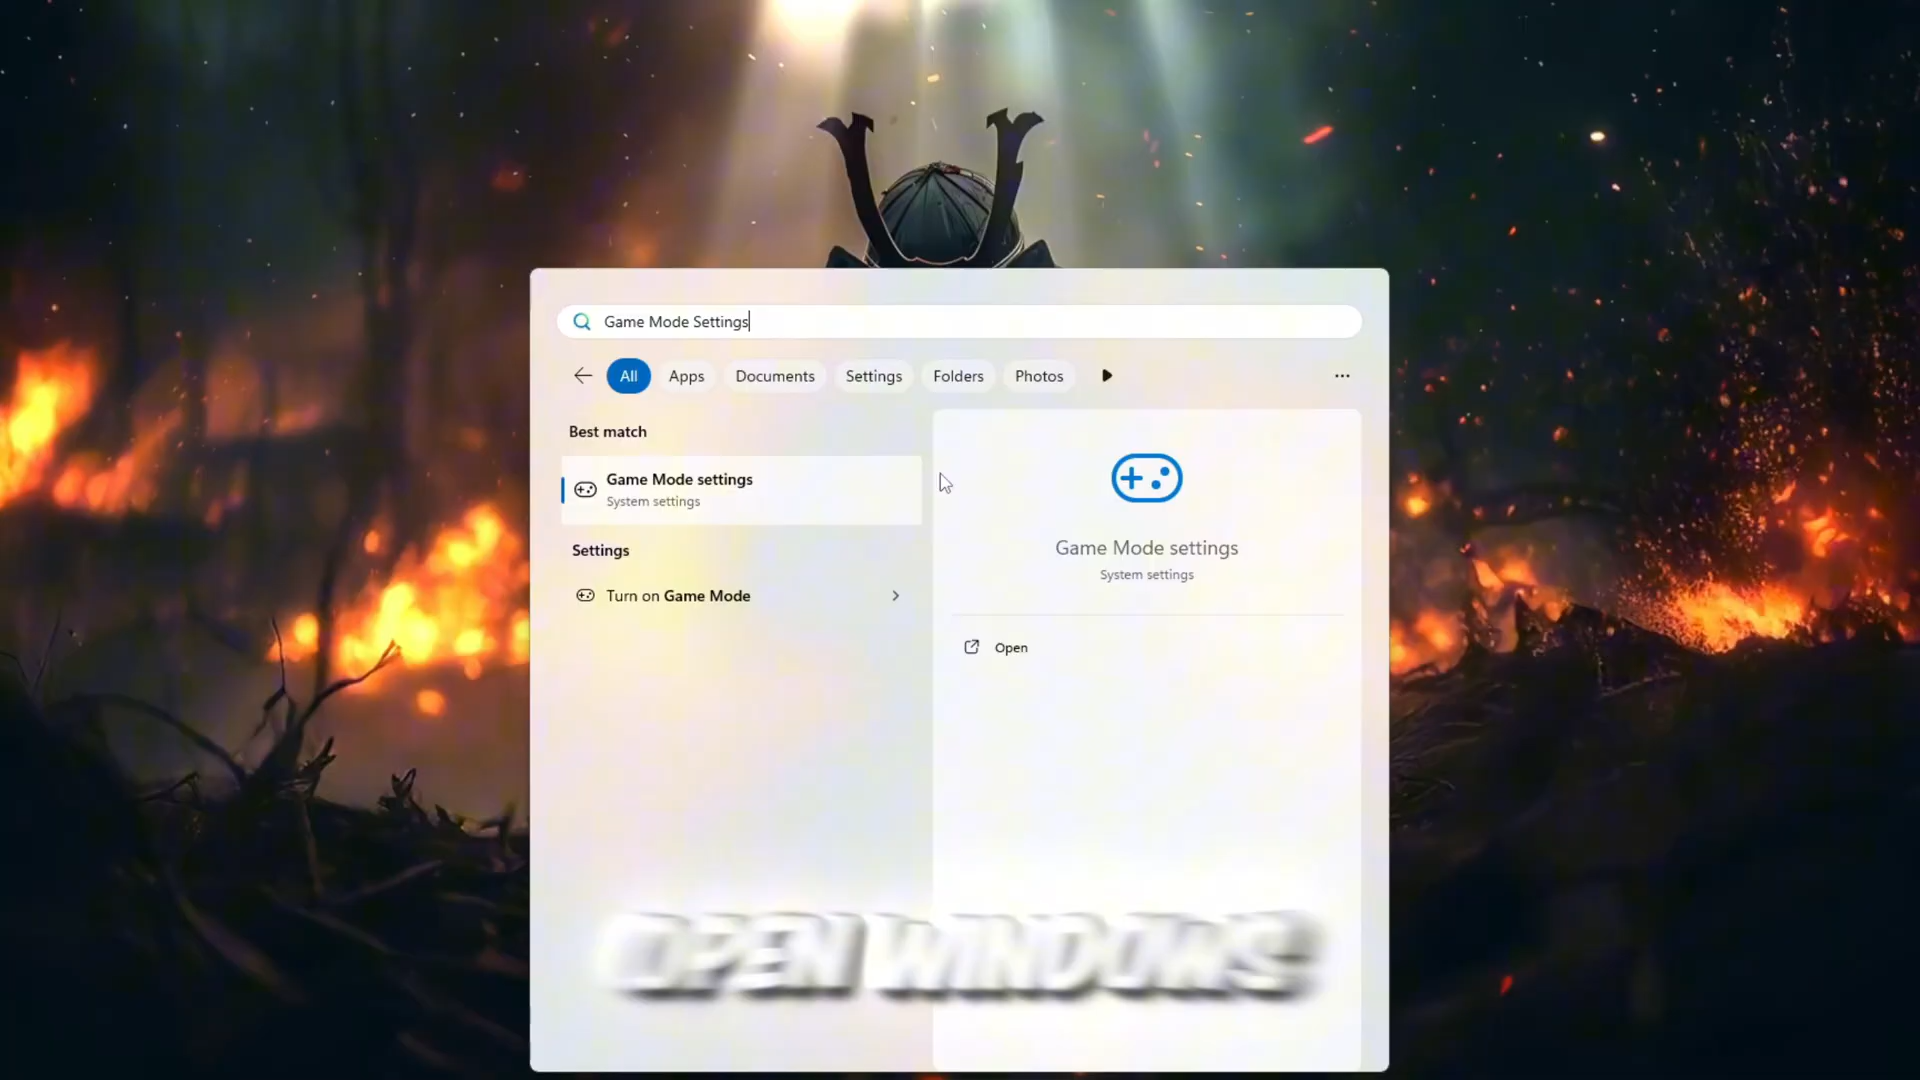 Game Mode Settings
All Apps Documents Settings Folders Photos
Best match
Game Mode settings
System settings
Settings
Turn on Game Mode
Game Mode settings
System settings
Open
OPEN WINDOWS